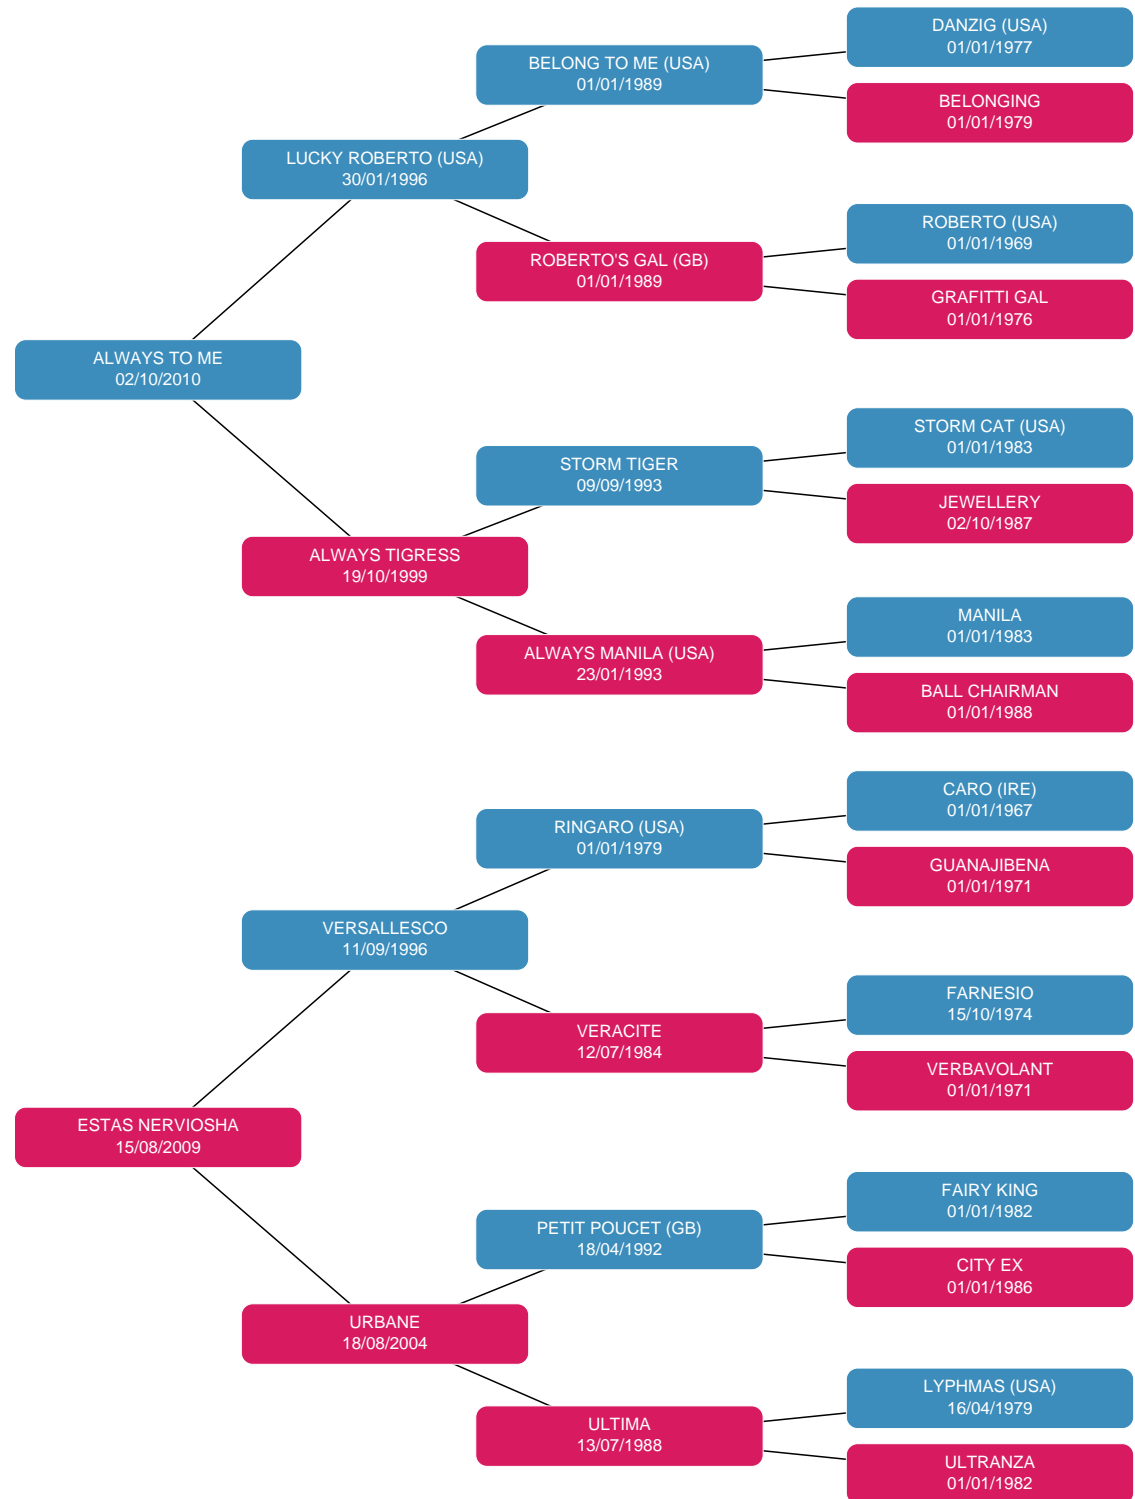 DANZIG (USA)
01/01/1977
BELONG TO ME (USA)
01/01/1989
BELONGING
01/01/1979
LUCKY ROBERTO (USA)
30/01/1996
ROBERTO (USA)
01/01/1969
ROBERTO'S GAL (GB)
01/01/1989
GRAFITTI GAL
01/01/1976
ALWAYS TO ME
02/10/2010
STORM CAT (USA)
01/01/1983
STORM TIGER
09/09/1993
JEWELLERY
02/10/1987
ALWAYS TIGRESS
19/10/1999
MANILA
01/01/1983
ALWAYS MANILA (USA)
23/01/1993
BALL CHAIRMAN
01/01/1988
CARO (IRE)
01/01/1967
RINGARO (USA)
01/01/1979
GUANAJIBENA
01/01/1971
VERSALLESCO
11/09/1996
FARNESIO
15/10/1974
VERACITE
12/07/1984
VERBAVOLANT
01/01/1971
ESTAS NERVIOSHA
15/08/2009
FAIRY KING
01/01/1982
PETIT POUCET (GB)
18/04/1992
CITY EX
01/01/1986
URBANE
18/08/2004
LYPHMAS (USA)
16/04/1979
ULTIMA
13/07/1988
ULTRANZA
01/01/1982